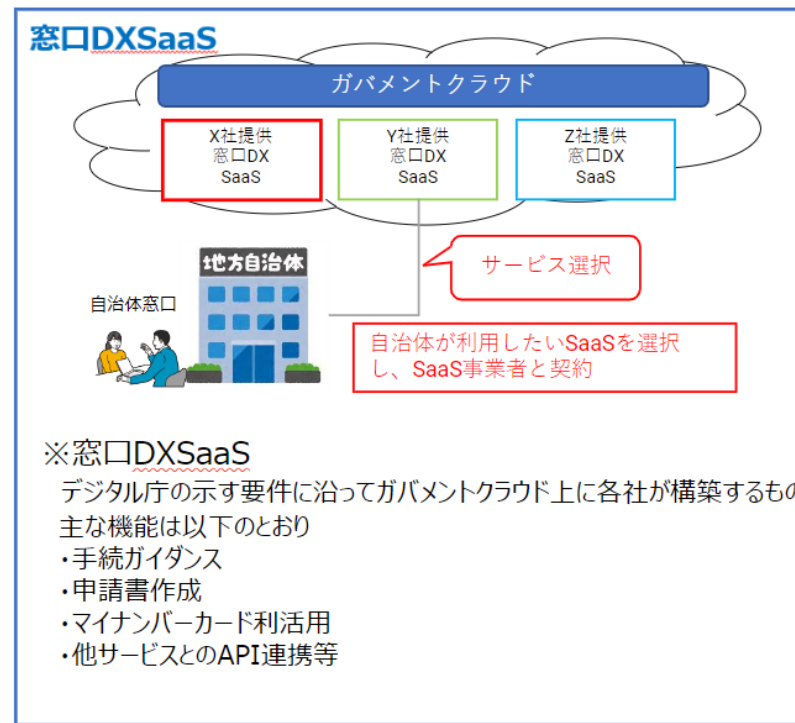 窓口DXSaaS
ガバメントクラウド
X社提供
窓口DX
SaaS
Y社提供
窓口DX
SaaS
Z社提供
窓口DX
SaaS
サービス選択
地方自治体
自治体窓口
自治体が利用したいSaaSを選択
し、SaaS事業者と契約
※窓口DXSaaS
デジタル庁の示す要件に沿ってガバメントクラウド上に各社が構築するもの
主な機能は以下のとおり
・手続ガイダンス
・申請書作成
・マイナンバーカード利活用
・他サービスとのAPI連携等